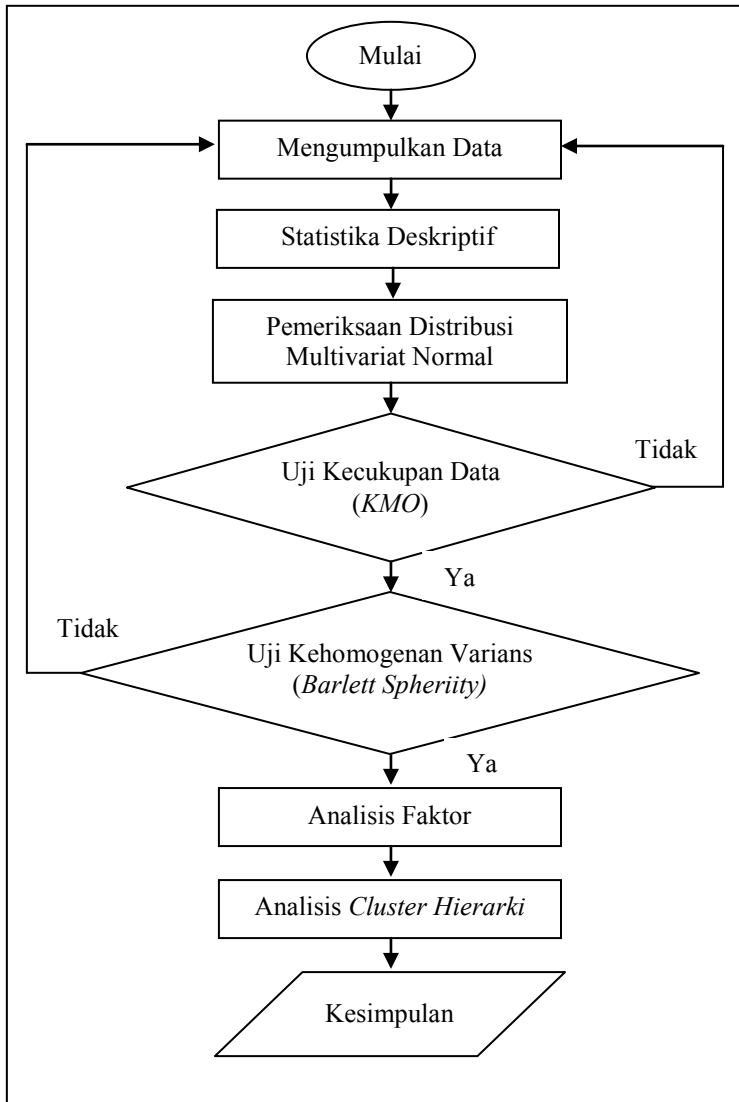 Mulai
Mengumpulkan Data
Statistika Deskriptif
Pemeriksaan Distribusi
Multivariat Normal
Tidak
Uji Kecukupan Data
(KMO)
Ya
Tidak
Uji Kehomogenan Varians
(Barlett Spheriity)
Ya
Analisis Faktor
Analisis Cluster Hierarki
Kesimpulan